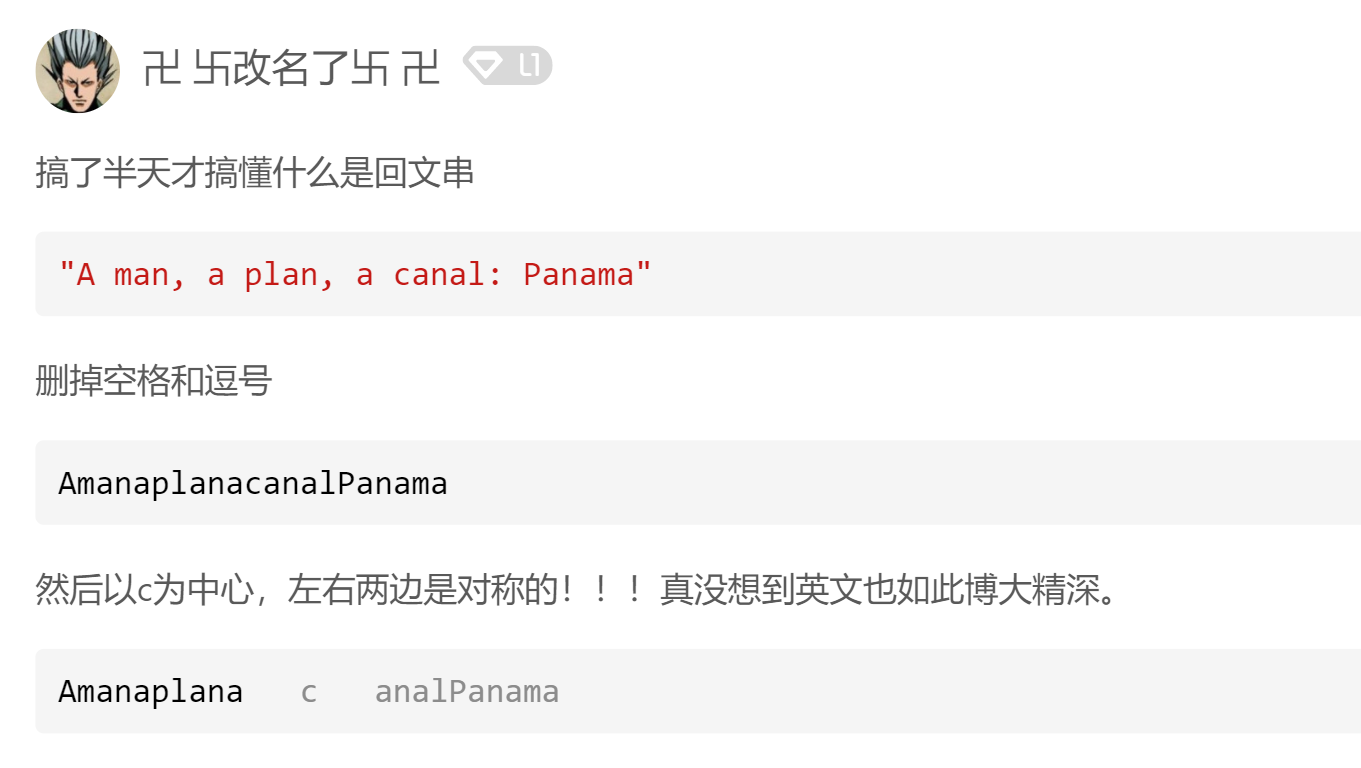 卍 卐改名了卐 卍 L1
搞了半天才搞懂什么是回文串
"A man, a plan, a canal: Panama"
删掉空格和逗号
AmanaplanacanalPanama
然后以c为中心，左右两边是对称的！！！真没想到英文也如此博大精深。
Amanaplana   c   analPanama